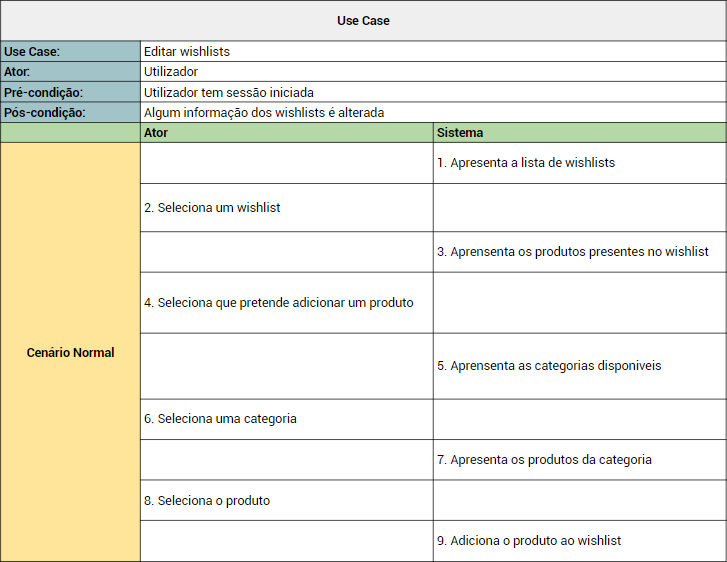 Use Case
Use Case: Editar wishlists
Ator: Utilizador
Pré-condição: Utilizador tem sessão iniciada
Pós-condição: Algum informação dos wishlists é alterada
Ator Sistema
Cenário Normal
1. Apresenta a lista de wishlists
2. Seleciona um wishlist
3. Aprensenta os produtos presentes no wishlist
4. Seleciona que pretende adicionar um produto
5. Aprensenta as categorias disponiveis
6. Seleciona uma categoria
7. Apresenta os produtos da categoria
8. Seleciona o produto
9. Adiciona o produto ao wishlist